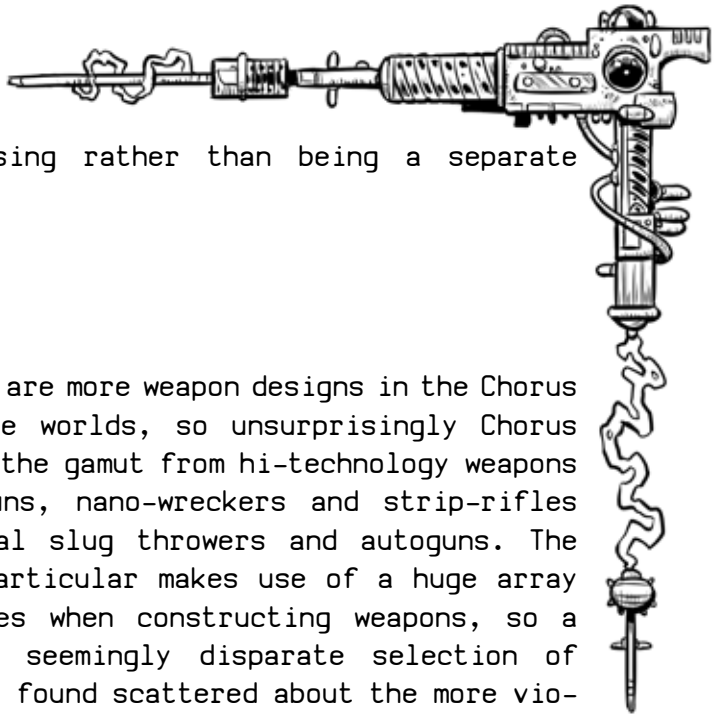 sing rather than being a separate
are more weapon designs in the Chorus
e worlds, so unsurprisingly Chorus
the gamut from hi-technology weapons
uns, nano-wreckers and strip-rifles
al slug throwers and autoguns. The
articular makes use of a huge array
es when constructing weapons, so a
seemingly disparate selection of
found scattered about the more vio-